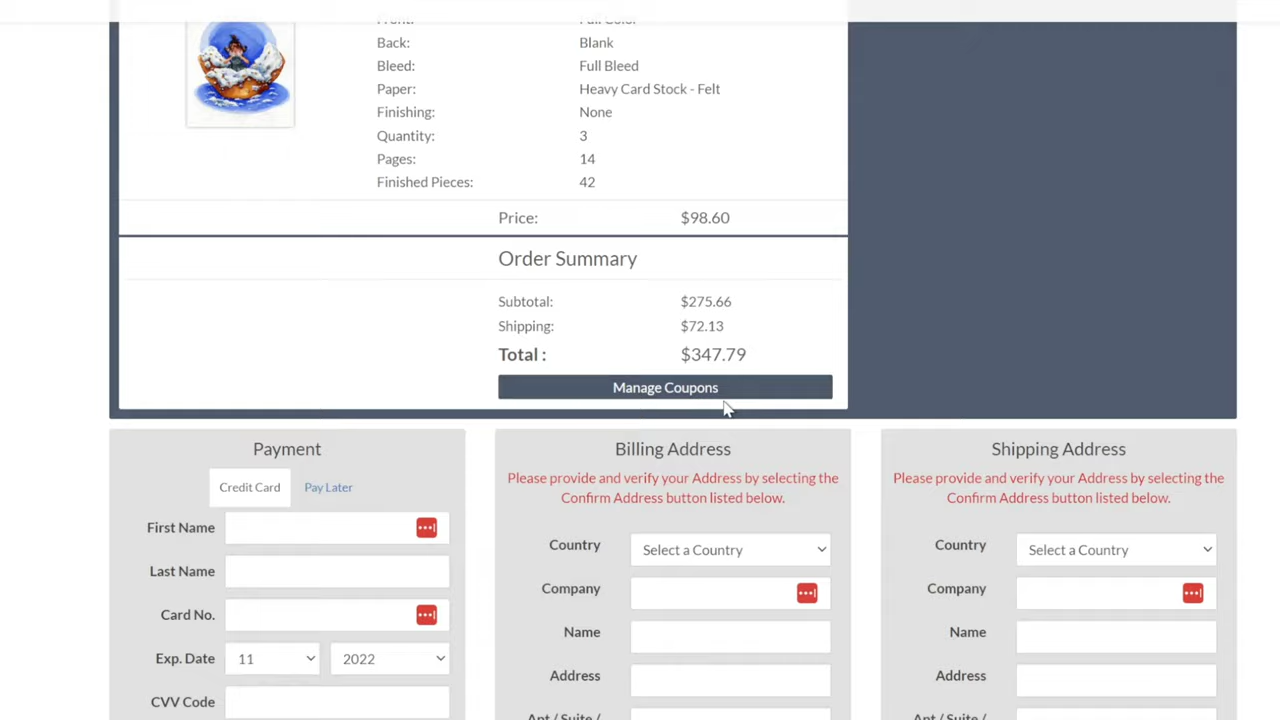 Back: Blank
Bleed: Full Bleed
Paper: Heavy Card Stock - Felt
Finishing: None
Quantity: 3
Pages: 14
Finished Pieces: 42
Price: $98.60
Order Summary
Subtotal: $275.66
Shipping: $72.13
Total : $347.79
Manage Coupons
Payment
Credit Card Pay Later
First Name
Last Name
Card No.
Exp. Date 11 2022
CVV Code
Billing Address
Please provide and verify your Address by selecting the
Confirm Address button listed below.
Country Select a Country
Company
Name
Address
Apt / Suite /
Shipping Address
Please provide and verify your Address by selecting the
Confirm Address button listed below.
Country Select a Country
Company
Name
Address
Apt / Suite /